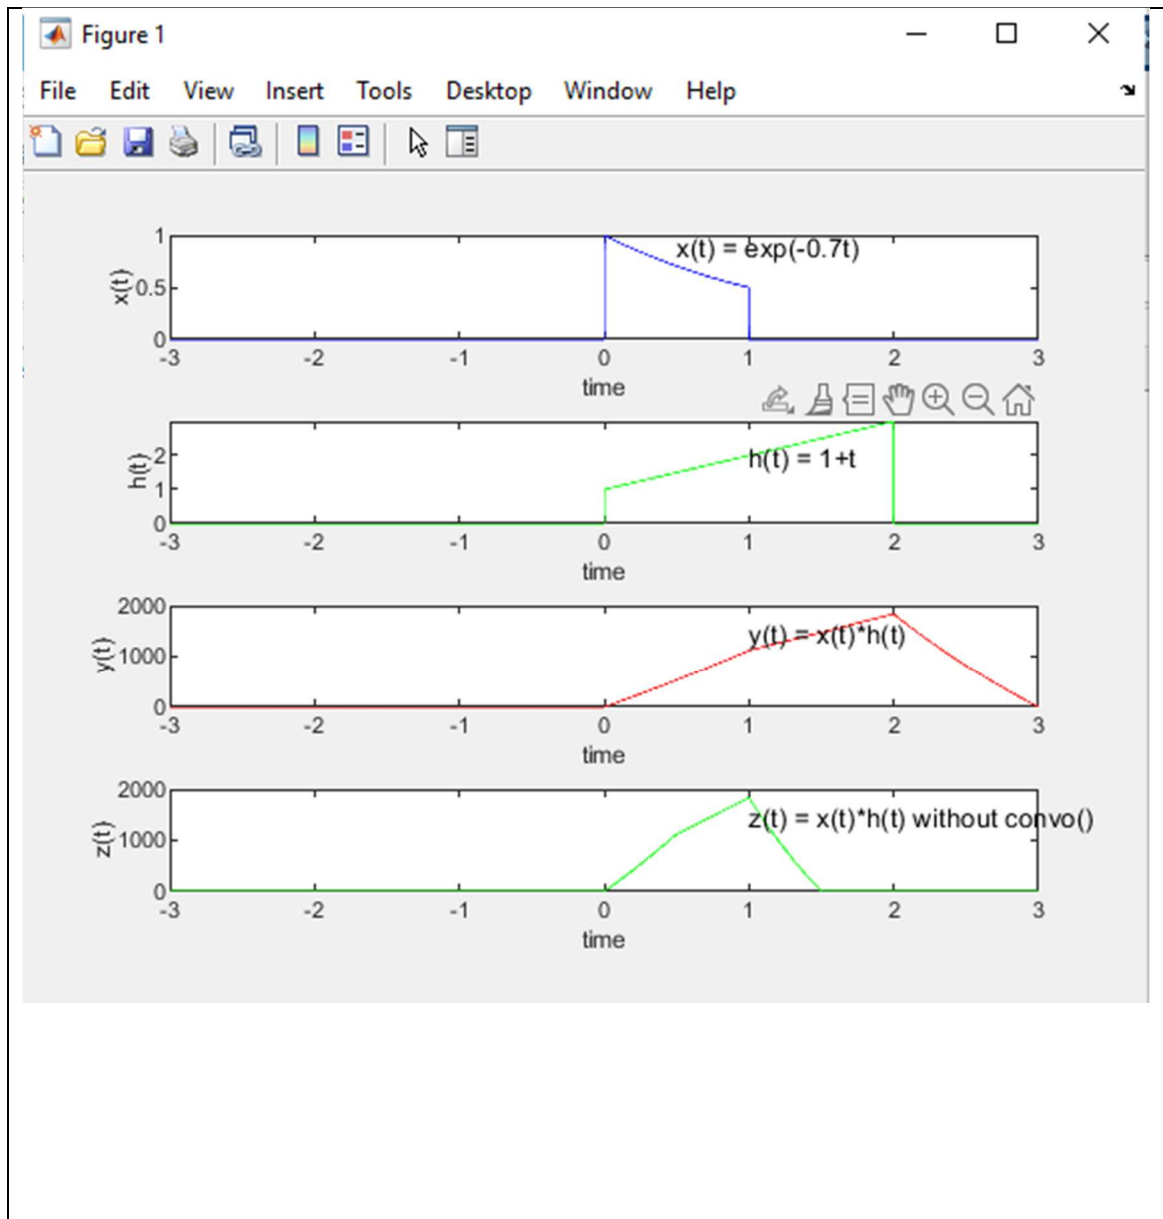 Figure 1
File Edit View Insert Tools Desktop Window Help
1
x(t) = exp(-0.7t)
x(t)
0.5
0
-3 -2 -1 0 1 2 3
time
2
h(t) = 1+t
h(t)
1
0
-3 -2 -1 0 1 2 3
time
2000
y(t) = x(t)*h(t)
y(t)
1000
0
-3 -2 -1 0 1 2 3
time
2000
z(t) = x(t)*h(t) without convo()
z(t)
1000
0
-3 -2 -1 0 1 2 3
time